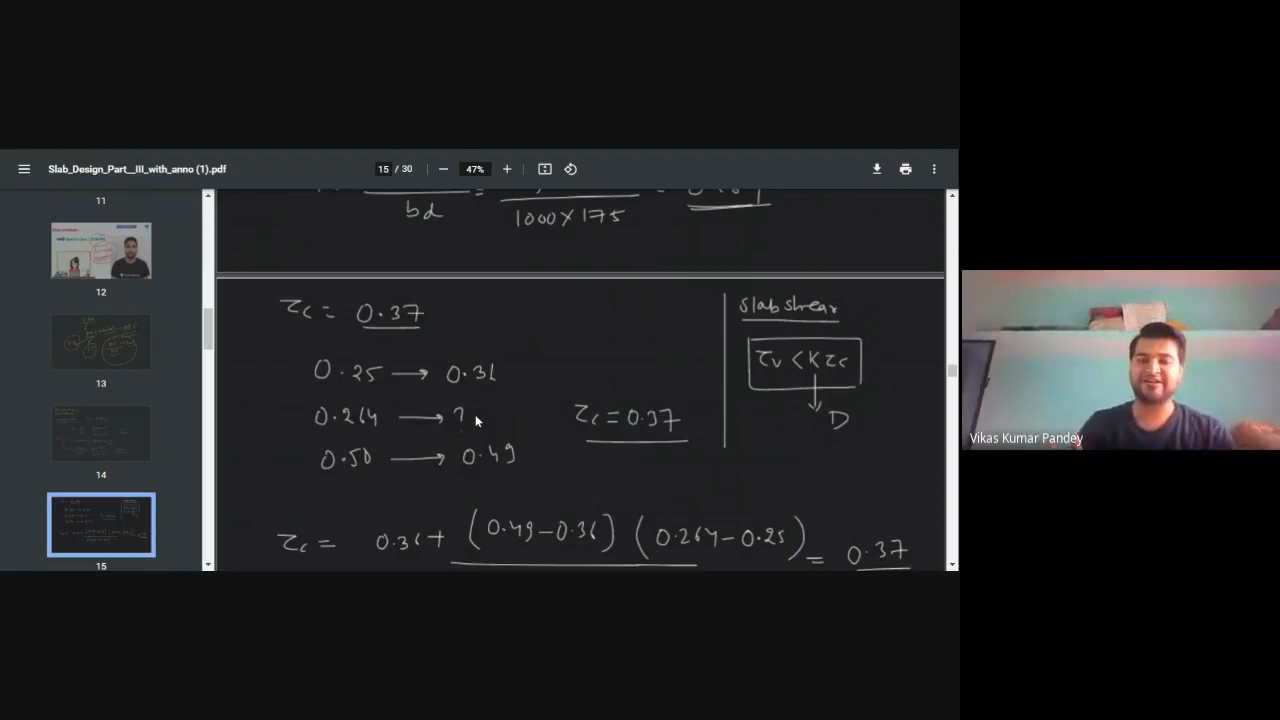 Slab_Design_Part__III_with_anno (1).pdf
15 / 30
47%
11
12
13
14
15
bd
1000×175
τc = 0.37
0.25 → 0.36
0.264 → ?
0.50 → 0.49
τc = 0.37
Slab shear
τv < k τc
D
τc = 0.36 + (0.49-0.36) (0.264-0.25) = 0.37
Vikas Kumar Pandey